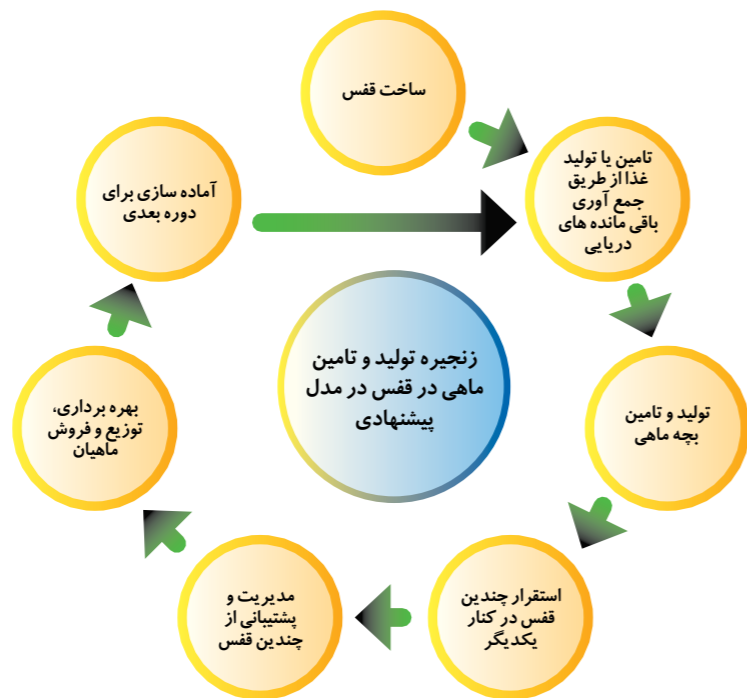 ساخت قفس
تامین یا تولید
غذا از طریق
جمع آوری
باقی مانده های
دریایی
تولید و تامین
بچه ماهی
استقرار چندین
قفس در کنار
یکدیگر
مدیریت و
پشتیبانی از
چندین قفس
بهره برداری،
توزیع و فروش
ماهیان
آماده سازی برای
دوره بعدی
زنجیره تولید و تامین
ماهی در قفس در مدل
پیشنهادی